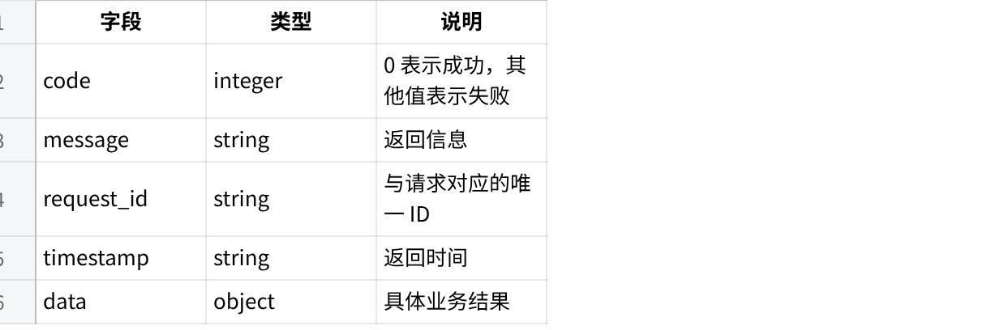 1 字段 类型 说明
2 code integer 0 表示成功，其
他值表示失败
3 message string 返回信息
4 request_id string 与请求对应的唯
一 ID
5 timestamp string 返回时间
6 data object 具体业务结果